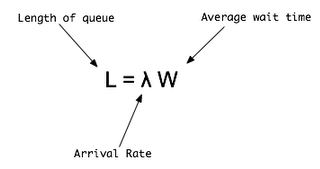 Length of queue
Average wait time
L = λ W
Arrival Rate